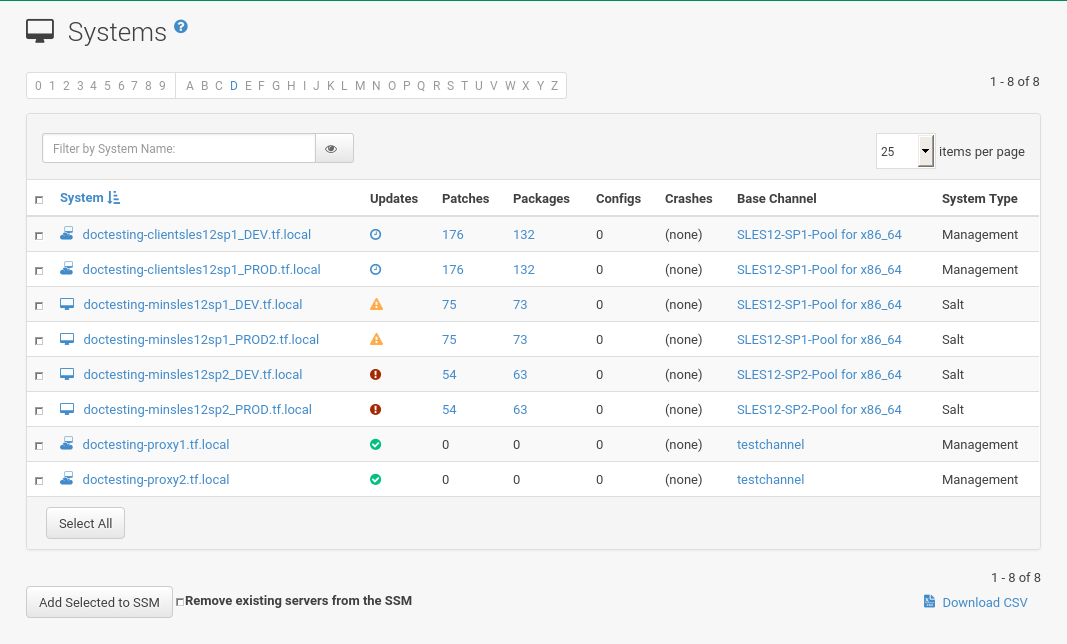 Systems ?
0 1 2 3 4 5 6 7 8 9 A B C D E F G H I J K L M N O P Q R S T U V W X Y Z
1 - 8 of 8
Filter by System Name:
25 items per page
System Updates Patches Packages Configs Crashes Base Channel System Type
doctesting-clientsles12sp1_DEV.tf.local 176 132 0 (none) SLES12-SP1-Pool for x86_64 Management
doctesting-clientsles12sp1_PROD.tf.local 176 132 0 (none) SLES12-SP1-Pool for x86_64 Management
doctesting-minsles12sp1_DEV.tf.local 75 73 0 (none) SLES12-SP1-Pool for x86_64 Salt
doctesting-minsles12sp1_PROD2.tf.local 75 73 0 (none) SLES12-SP1-Pool for x86_64 Salt
doctesting-minsles12sp2_DEV.tf.local 54 63 0 (none) SLES12-SP2-Pool for x86_64 Salt
doctesting-minsles12sp2_PROD.tf.local 54 63 0 (none) SLES12-SP2-Pool for x86_64 Salt
doctesting-proxy1.tf.local 0 0 0 (none) testchannel Management
doctesting-proxy2.tf.local 0 0 0 (none) testchannel Management
Select All
1 - 8 of 8
Add Selected to SSM Remove existing servers from the SSM Download CSV